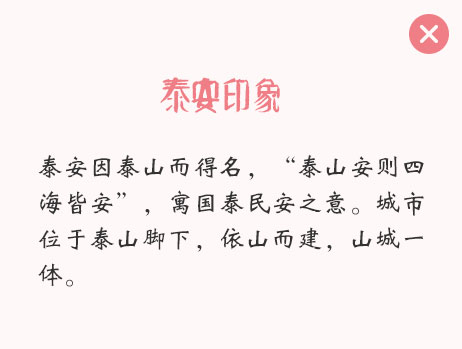 泰安印象
泰安因泰山而得名，“泰山安则四
海皆安”，寓国泰民安之意。城市
位于泰山脚下，依山而建，山城一
体。